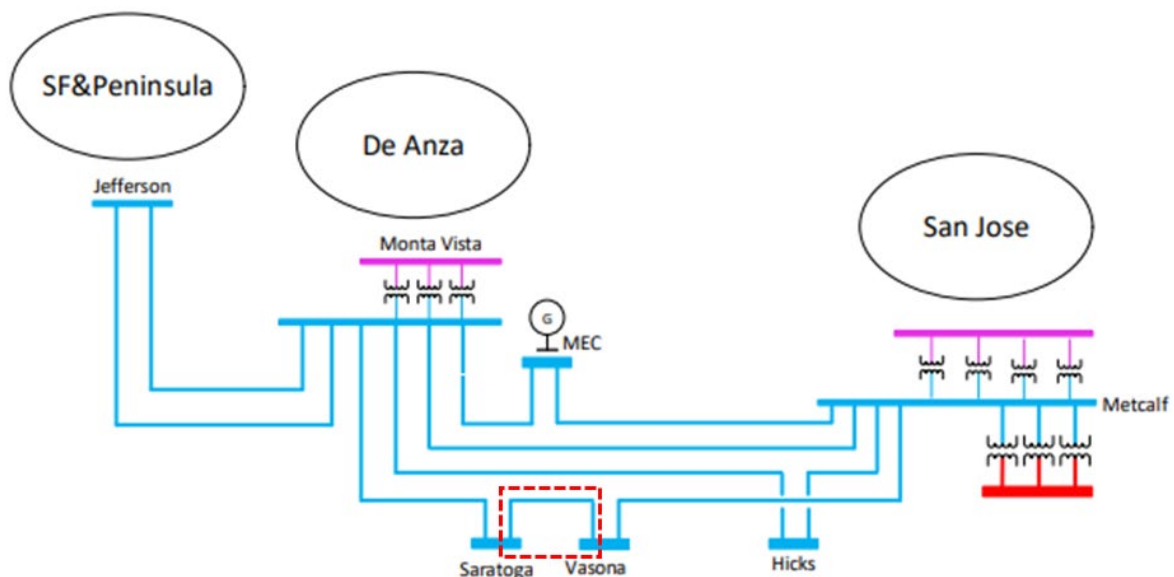 SF&Peninsula
De Anza
Jefferson
San Jose
Monta Vista
G
MEC
Metcalf
Saratoga
Vasona
Hicks